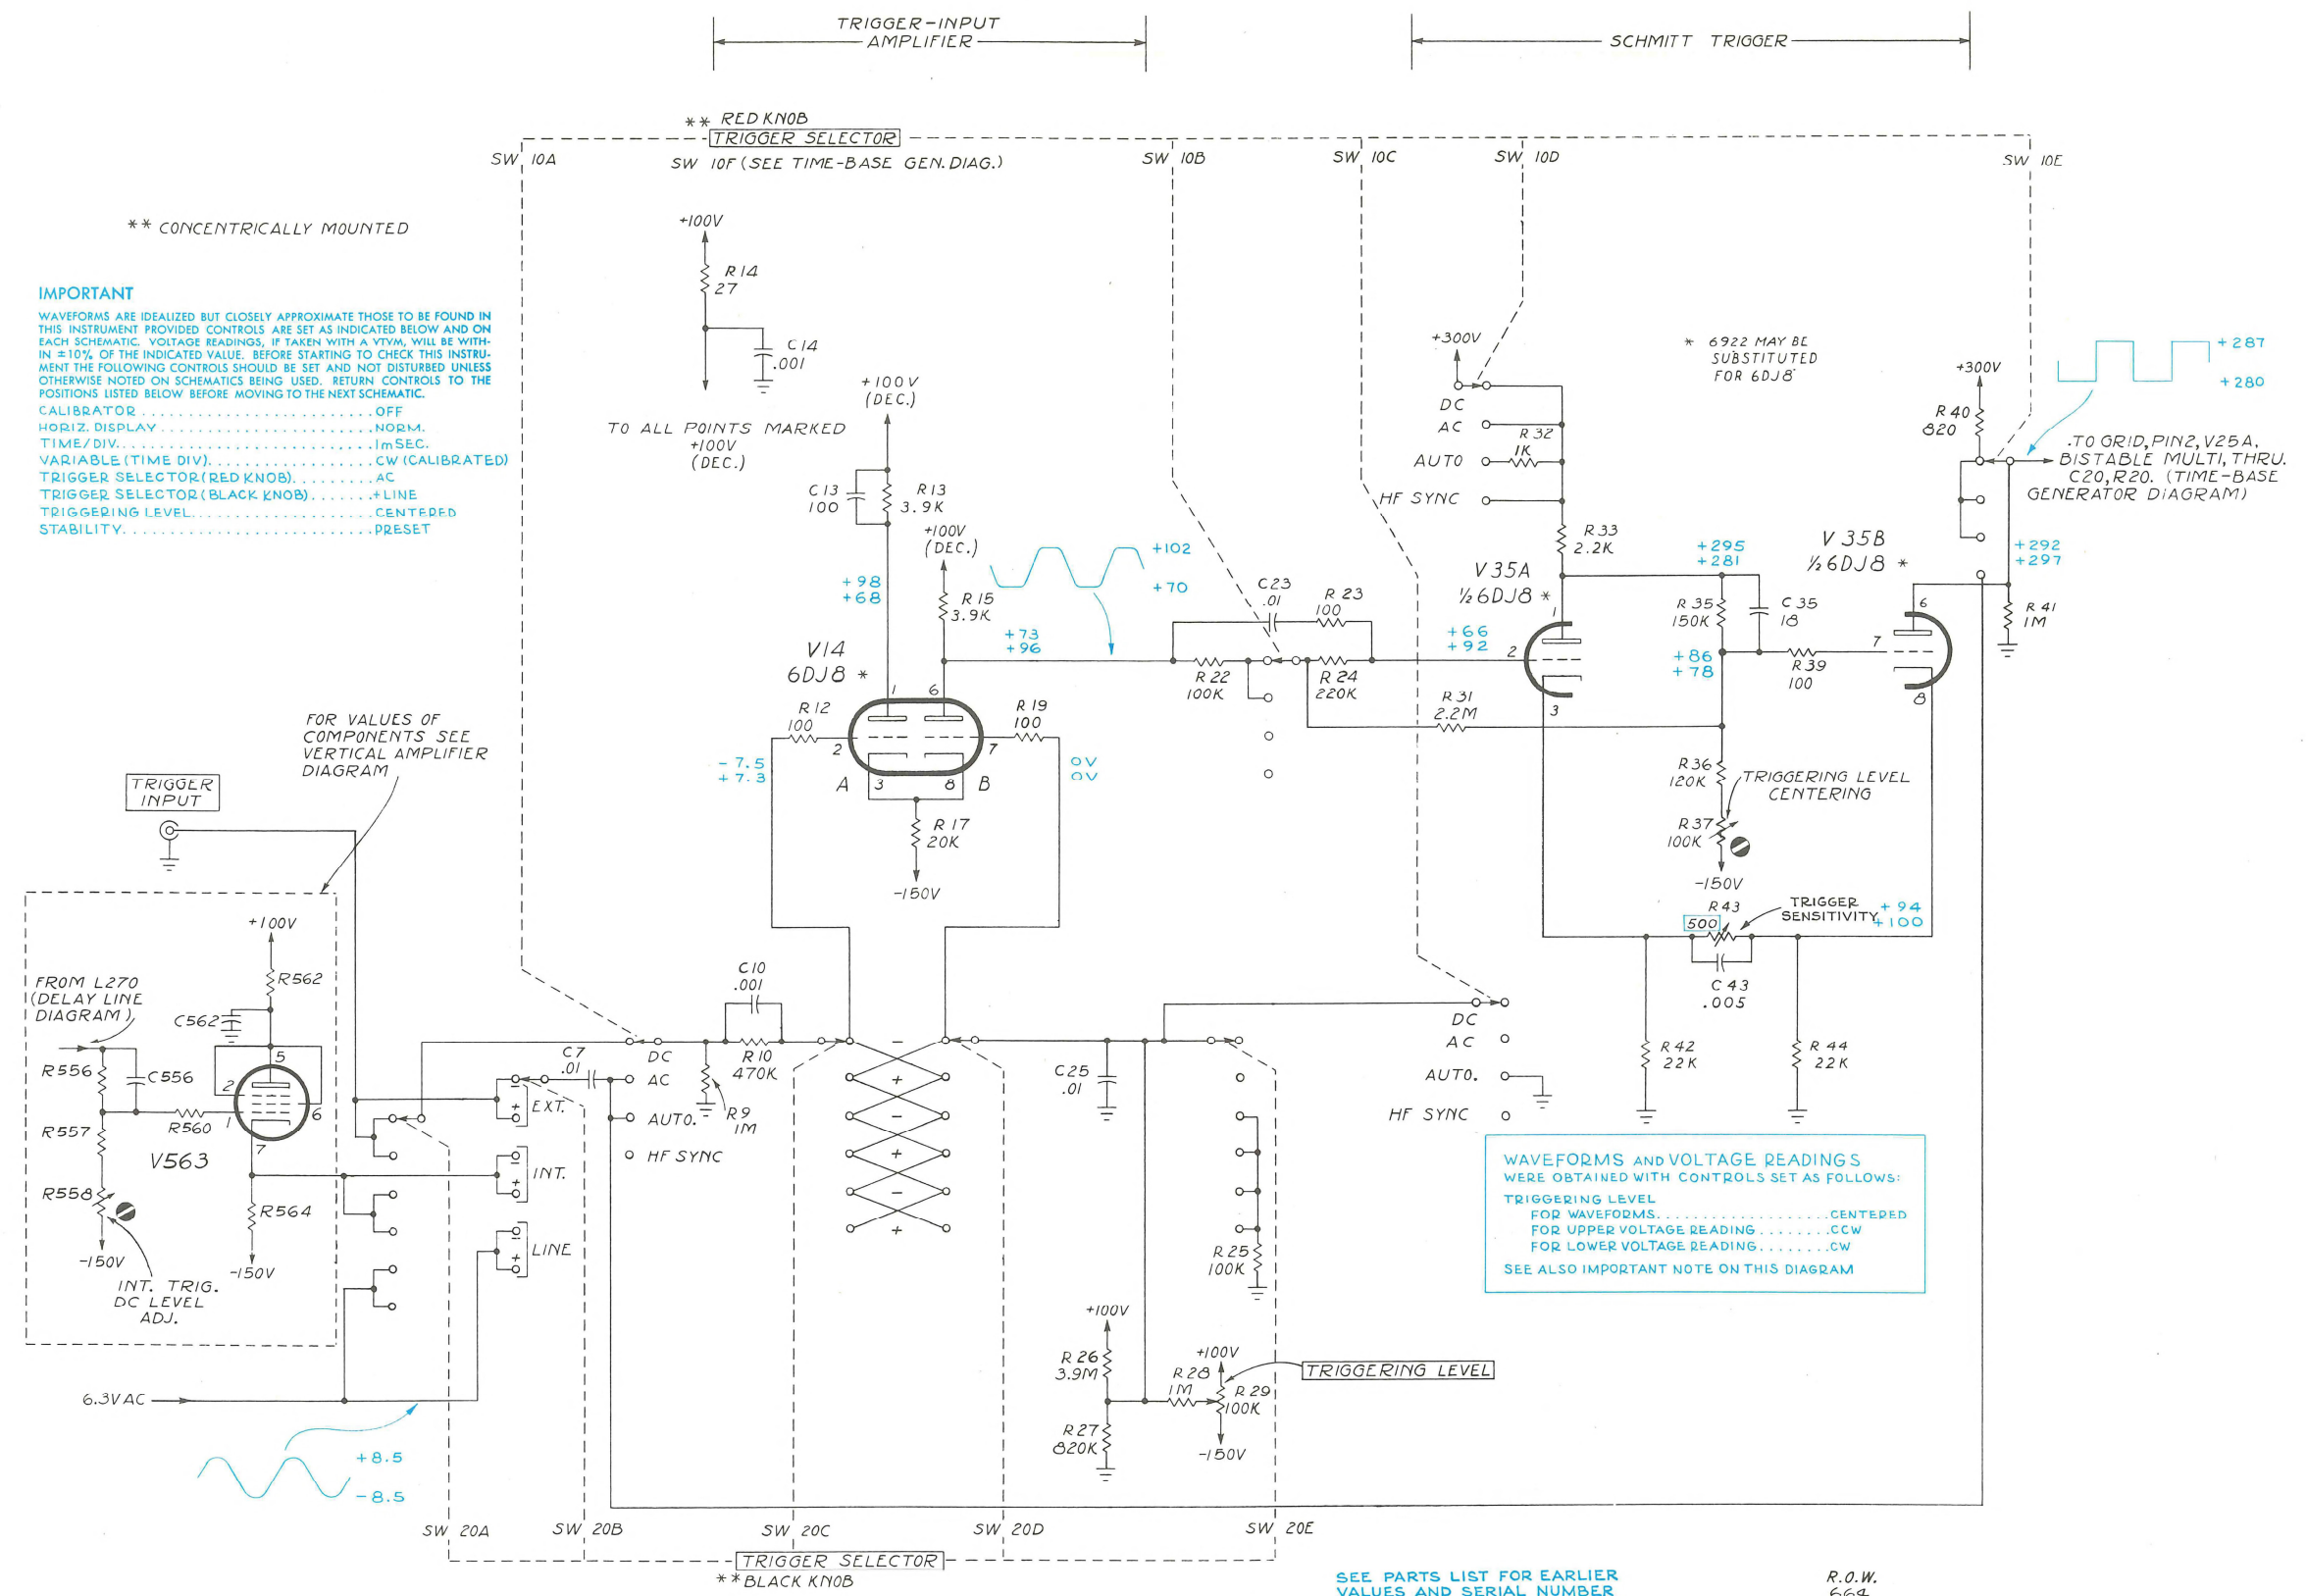 TRIGGER-INPUT
AMPLIFIER
SCHMITT TRIGGER
** RED KNOB
TRIGGER SELECTOR
SW 10A
SW 10F (SEE TIME-BASE GEN. DIAG.)
SW 10B
SW 10C
SW 10D
SW 10E
** CONCENTRICALLY MOUNTED
IMPORTANT
WAVEFORMS ARE IDEALIZED BUT CLOSELY APPROXIMATE THOSE TO BE FOUND IN
THIS INSTRUMENT PROVIDED CONTROLS ARE SET AS INDICATED BELOW AND ON
EACH SCHEMATIC. VOLTAGE READINGS, IF TAKEN WITH A VTVM, WILL BE WITH-
IN ±10% OF THE INDICATED VALUE. BEFORE STARTING TO CHECK THIS INSTRU-
MENT THE FOLLOWING CONTROLS SHOULD BE SET AND NOT DISTURBED UNLESS
OTHERWISE NOTED ON SCHEMATICS BEING USED. RETURN CONTROLS TO THE
POSITIONS LISTED BELOW BEFORE MOVING TO THE NEXT SCHEMATIC.
CALIBRATOR ........................ OFF
HORIZ. DISPLAY ...................... NORM.
TIME/DIV. ......................... 1mSEC.
VARIABLE (TIME DIV). ................ CW (CALIBRATED)
TRIGGER SELECTOR (RED KNOB). ........ AC
TRIGGER SELECTOR (BLACK KNOB) ....... +LINE
TRIGGERING LEVEL. .................. CENTERED
STABILITY. ......................... PRESET
+100V
R14
27
C14
.001
TO ALL POINTS MARKED
+100V
(DEC.)
+100V
(DEC.)
C13
100
R13
3.9K
+100V
(DEC.)
+98
+68
R15
3.9K
+102
+70
+73
+96
V14
6DJ8 *
1
6
R12
100
2
R19
100
7
-7.5
+7.3
0V
0V
A
3
8
B
R17
20K
-150V
C23
.01
R23
100
R22
100K
R24
220K
+66
+92
2
R31
2.2M
+300V
DC
AC
AUTO
HF SYNC
R32
1K
R33
2.2K
V35A
½6DJ8 *
1
3
* 6922 MAY BE
SUBSTITUTED
FOR 6DJ8
+295
+281
V35B
½6DJ8 *
R35
150K
C35
18
+86
+78
R39
100
7
6
8
R36
120K
TRIGGERING LEVEL
CENTERING
R37
100K
-150V
R43
500
TRIGGER
SENSITIVITY
+94
+100
C43
.005
R42
22K
R44
22K
+287
+280
+300V
R40
820
TO GRID, PIN2, V25A,
BISTABLE MULTI, THRU.
C20, R20. (TIME-BASE
GENERATOR DIAGRAM)
+292
+297
R41
1M
FOR VALUES OF
COMPONENTS SEE
VERTICAL AMPLIFIER
DIAGRAM
TRIGGER
INPUT
+100V
R562
FROM L270
(DELAY LINE
DIAGRAM)
C562
R556
C556
5
2
6
1
7
R560
R557
V563
R558
R564
-150V
-150V
INT. TRIG.
DC LEVEL
ADJ.
6.3VAC
+8.5
-8.5
C7
.01
-
+
EXT.
-
+
INT.
-
+
LINE
DC
AC
AUTO.
HF SYNC
C10
.001
R10
470K
R9
1M
-
+
-
+
-
+
C25
.01
DC
AC
AUTO.
HF SYNC
R25
100K
+100V
R26
3.9M
R27
820K
R28
1M
+100V
R29
100K
-150V
TRIGGERING LEVEL
WAVEFORMS AND VOLTAGE READINGS
WERE OBTAINED WITH CONTROLS SET AS FOLLOWS:
TRIGGERING LEVEL
FOR WAVEFORMS. .................. CENTERED
FOR UPPER VOLTAGE READING ........ CCW
FOR LOWER VOLTAGE READING. ....... CW
SEE ALSO IMPORTANT NOTE ON THIS DIAGRAM
SW 20A
SW 20B
SW 20C
SW 20D
SW 20E
TRIGGER SELECTOR
** BLACK KNOB
SEE PARTS LIST FOR EARLIER
VALUES AND SERIAL NUMBER
R.O.W.
664